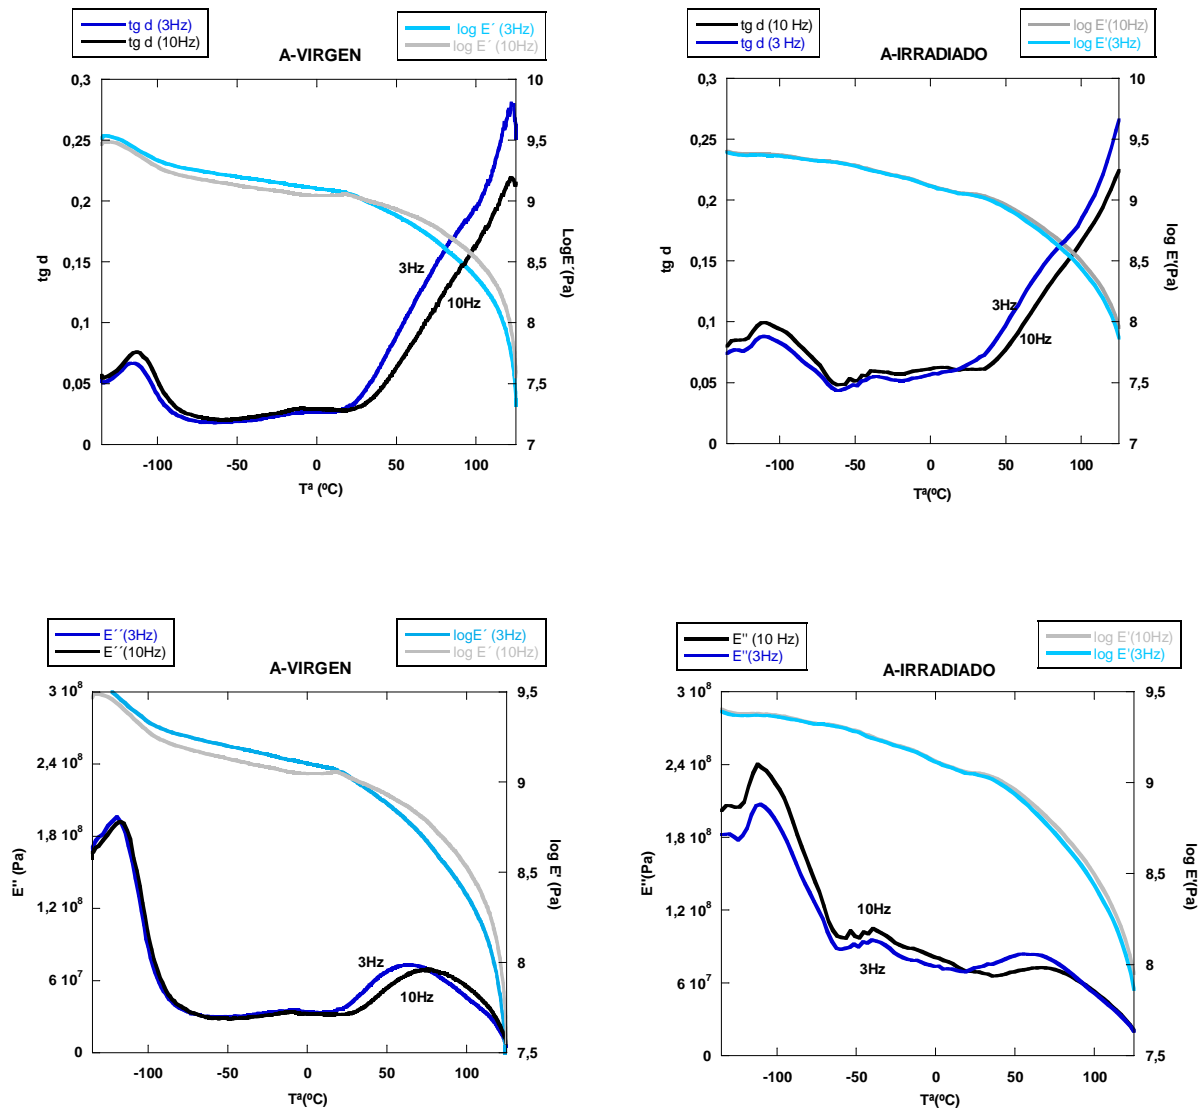 tg d (3Hz)
tg d (10Hz)
log E´ (3Hz)
log E´ (10Hz)
A-VIRGEN
0,3
0,25
0,2
0,15
0,1
0,05
0
tg d
10
9,5
9
8,5
8
7,5
7
LogE´(Pa)
3Hz
10Hz
-100
-50
0
50
100
Tª (ºC)
tg d (10 Hz)
tg d (3 Hz)
log E'(10Hz)
log E'(3Hz)
A-IRRADIADO
0,3
0,25
0,2
0,15
0,1
0,05
0
tg d
10
9,5
9
8,5
8
7,5
7
log E'(Pa)
3Hz
10Hz
-100
-50
0
50
100
Tª(ºC)
E´´(3Hz)
E´´(10Hz)
logE´ (3Hz)
log E´ (10Hz)
A-VIRGEN
3 10⁸
2,4 10⁸
1,8 10⁸
1,2 10⁸
6 10⁷
0
E'' (Pa)
9,5
9
8,5
8
7,5
log E' (Pa)
3Hz
10Hz
-100
-50
0
50
100
Tª(ºC)
E'' (10 Hz)
E''(3Hz)
log E'(10Hz)
log E'(3Hz)
A-IRRADIADO
3 10⁸
2,4 10⁸
1,8 10⁸
1,2 10⁸
6 10⁷
0
E''(Pa)
9,5
9
8,5
8
7,5
log E'(Pa)
10Hz
3Hz
-100
-50
0
50
100
Tª(ºC)